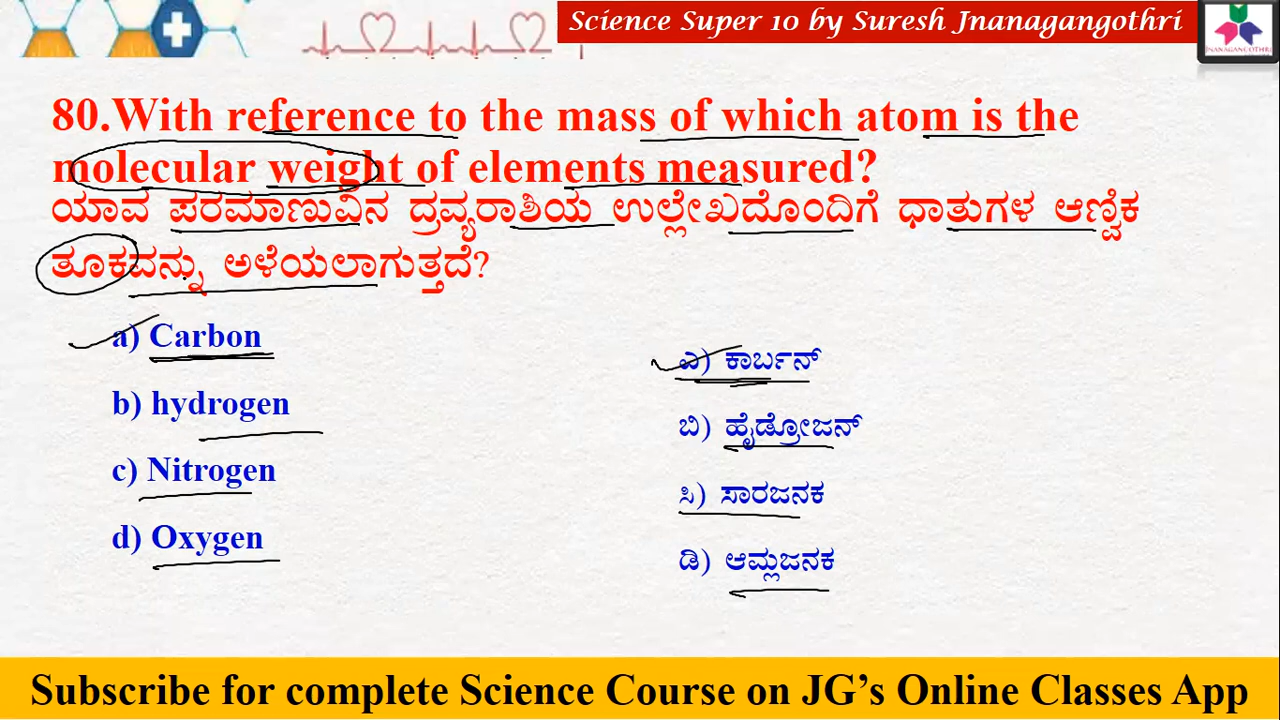 Science Super 10 by Suresh Jnanagangothri
JNANAGANGOTHRI
80.With reference to the mass of which atom is the
molecular weight of elements measured?
ಯಾವ ಪರಮಾಣುವಿನ ದ್ರವ್ಯರಾಶಿಯ ಉಲ್ಲೇಖದೊಂದಿಗೆ ಧಾತುಗಳ ಆಣ್ವಿಕ
ತೂಕವನ್ನು ಅಳೆಯಲಾಗುತ್ತದೆ?
a) Carbon
b) hydrogen
c) Nitrogen
d) Oxygen
ಎ) ಕಾರ್ಬನ್
ಬಿ) ಹೈಡ್ರೋಜನ್
ಸಿ) ಸಾರಜನಕ
ಡಿ) ಆಮ್ಲಜನಕ
Subscribe for complete Science Course on JG’s Online Classes App